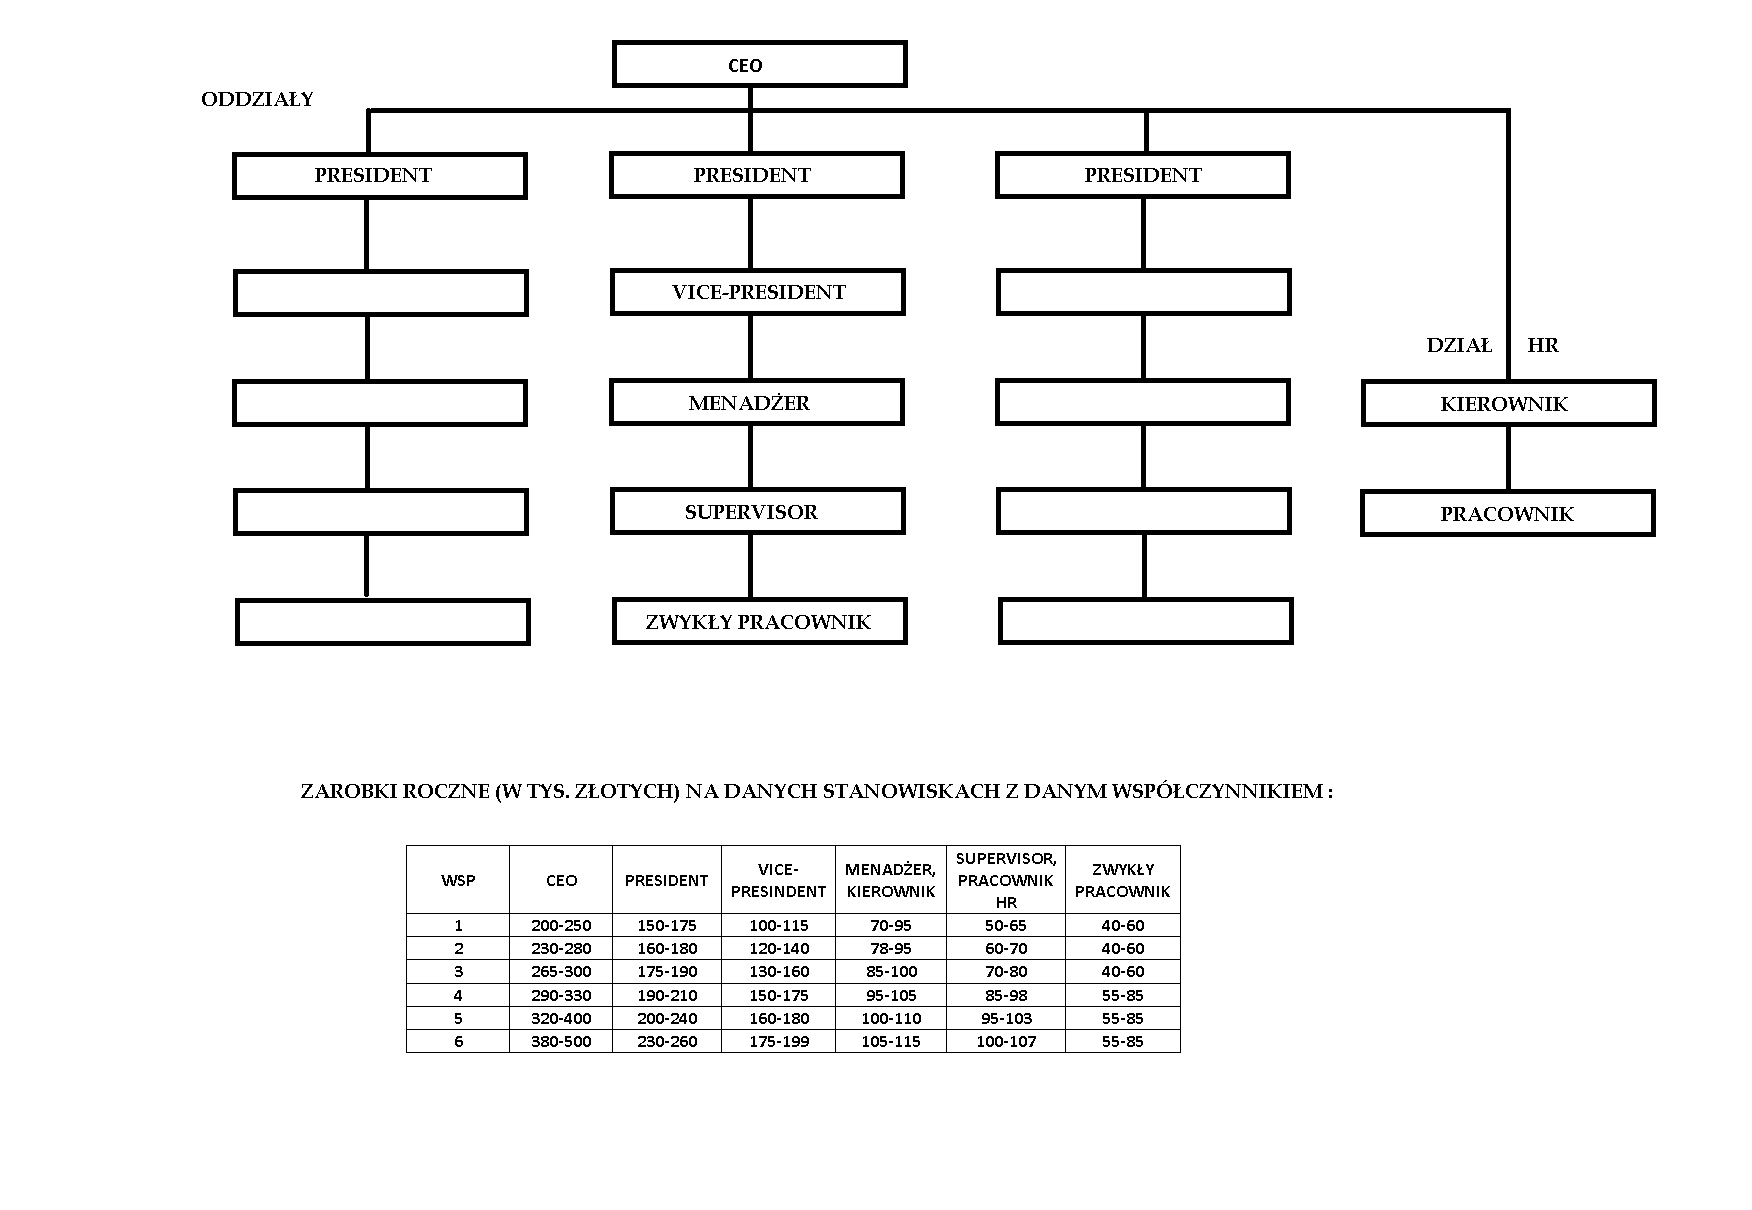 CEO
ODDZIAŁY
PRESIDENT PRESIDENT PRESIDENT
VICE-PRESIDENT
DZIAŁ HR
MENADŻER KIEROWNIK
SUPERVISOR PRACOWNIK
ZWYKŁY PRACOWNIK
ZAROBKI ROCZNE (W TYS. ZŁOTYCH) NA DANYCH STANOWISKACH Z DANYM WSPÓŁCZYNNIKIEM :
WSP CEO PRESIDENT VICE-PRESINDENT MENADŻER, KIEROWNIK SUPERVISOR, PRACOWNIK HR ZWYKŁY PRACOWNIK
1 200-250 150-175 100-115 70-95 50-65 40-60
2 230-280 160-180 120-140 78-95 60-70 40-60
3 265-300 175-190 130-160 85-100 70-80 40-60
4 290-330 190-210 150-175 95-105 85-98 55-85
5 320-400 200-240 160-180 100-110 95-103 55-85
6 380-500 230-260 175-199 105-115 100-107 55-85